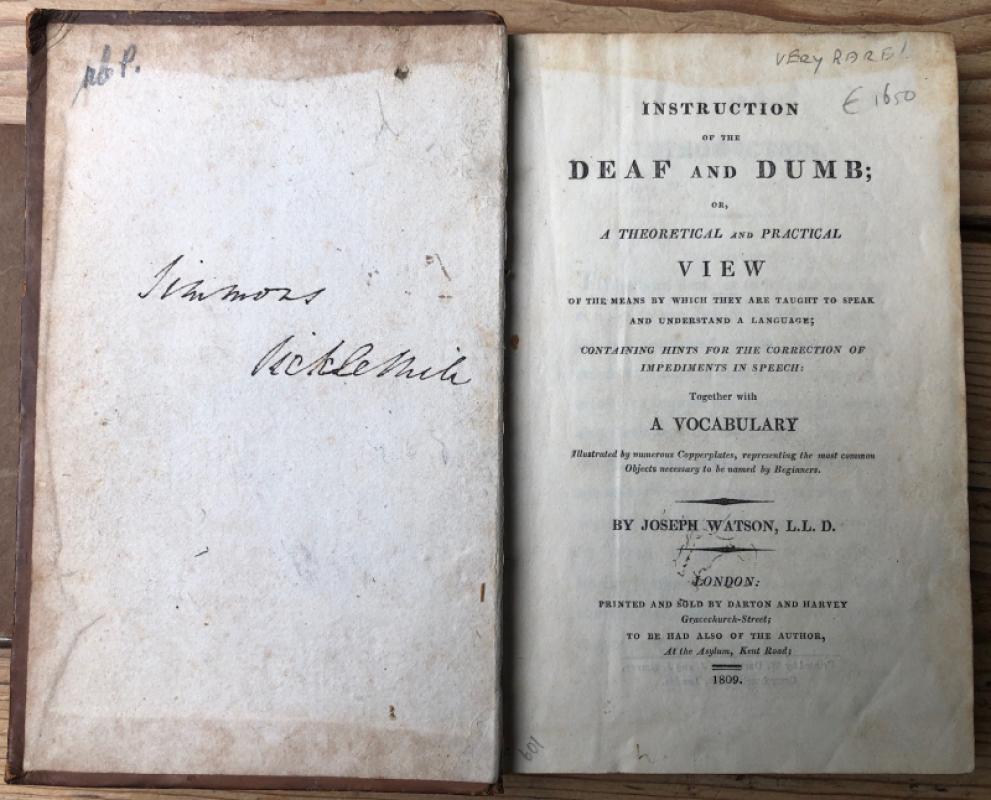 Simmons
VERY RARE!
€ 1650
INSTRUCTION
OF THE
DEAF AND DUMB;
OR,
A THEORETICAL AND PRACTICAL
VIEW
OF THE MEANS BY WHICH THEY ARE TAUGHT TO SPEAK
AND UNDERSTAND A LANGUAGE;
CONTAINING HINTS FOR THE CORRECTION OF
IMPEDIMENTS IN SPEECH:
Together with
A VOCABULARY
Illustrated by numerous Copperplates, representing the most common
Objects necessary to be named by Beginners.
BY JOSEPH WATSON, L.L. D.
LONDON:
PRINTED AND SOLD BY DARTON AND HARVEY
Gracechurch-Street;
TO BE HAD ALSO OF THE AUTHOR,
At the Asylum, Kent Road;
1809.
601